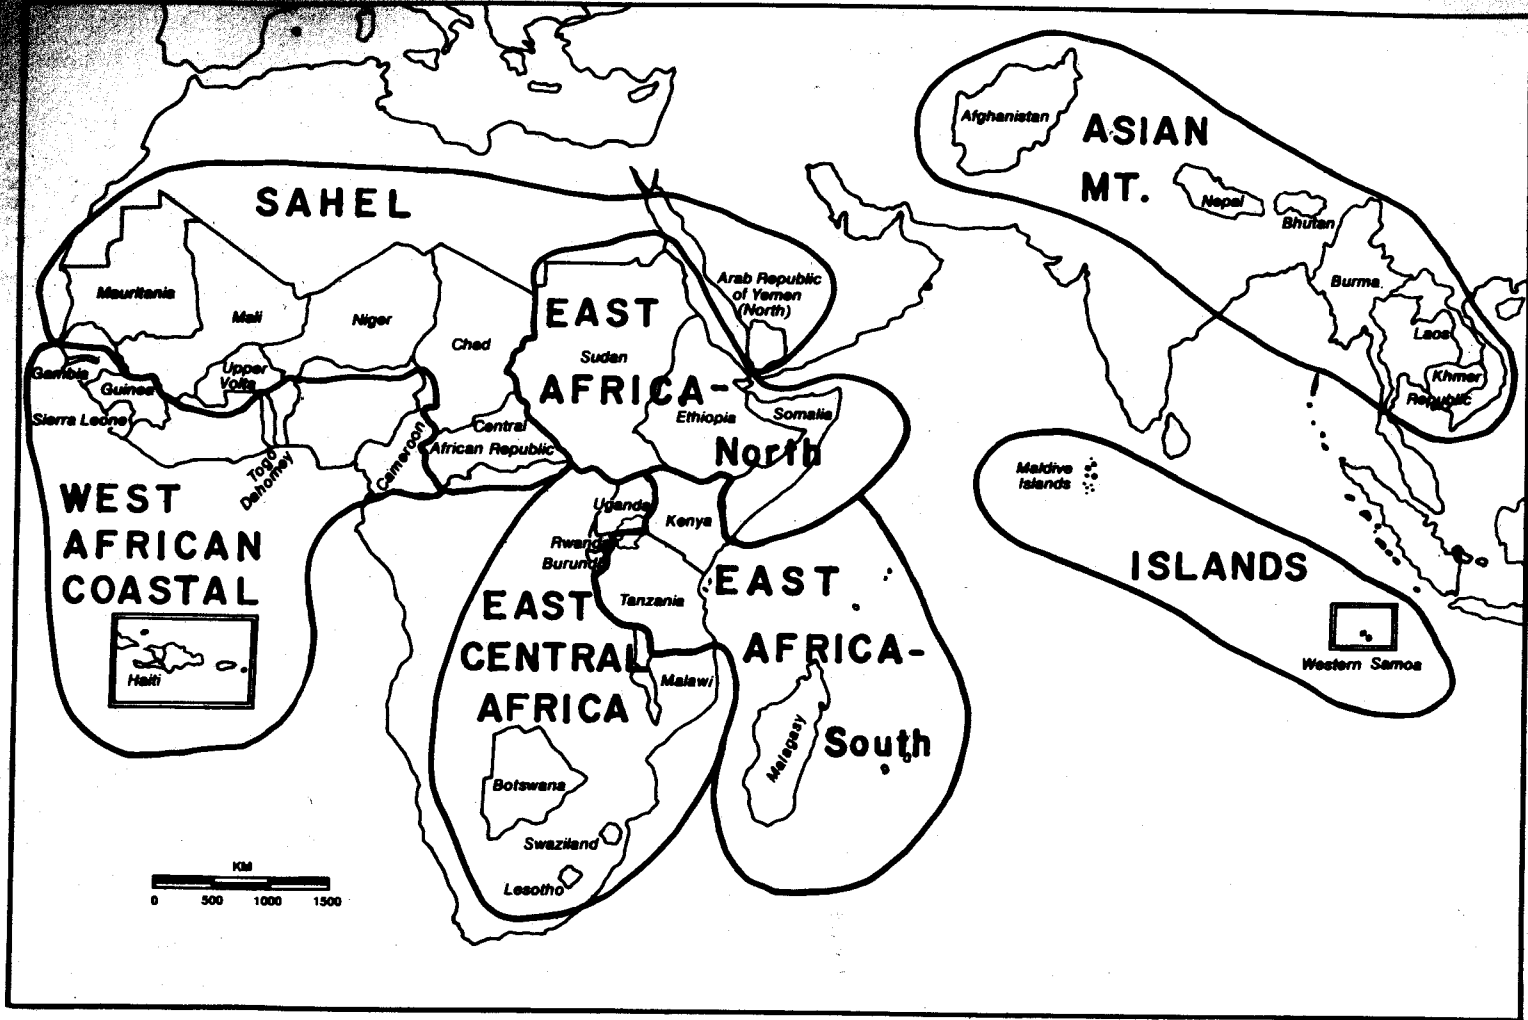 SAHEL
Mauritania
Mali
Niger
Chad
Upper
Volta
Arab Republic
of Yemen
(North)
EAST
AFRICA-
North
Sudan
Ethiopia
Somalia
Central
African Republic
Gambia
Guinea
Sierra Leone
Togo
Dahomey
Cameroon
WEST
AFRICAN
COASTAL
Haiti
Uganda
Kenya
Rwanda
Burundi
Tanzania
EAST
CENTRAL
AFRICA
Malawi
Botswana
Swaziland
Lesotho
EAST
AFRICA-
South
Malagasy
ASIAN
MT.
Afghanistan
Nepal
Bhutan
Burma
Laos
Khmer
Republic
Maldive
Islands
ISLANDS
Western Samoa
KM
0 500 1000 1500